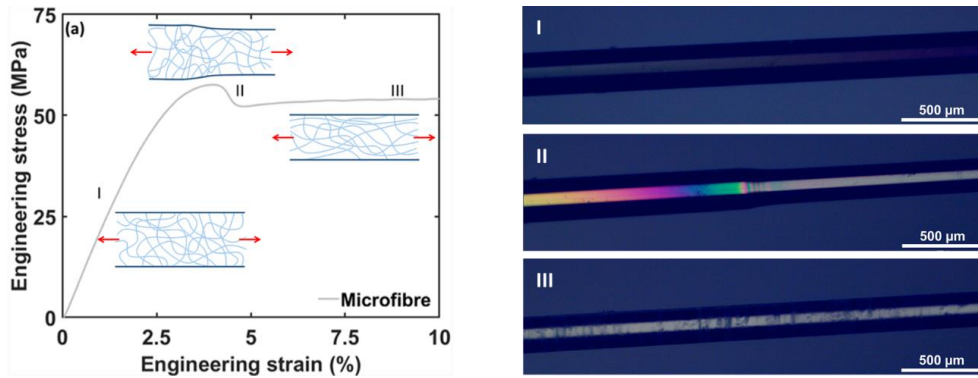 75
(a)
II
III
50
I
25
Microfibre
0
0
2.5
5
7.5
10
Engineering strain (%)
Engineering stress (MPa)
I
500 µm
II
500 µm
III
500 µm